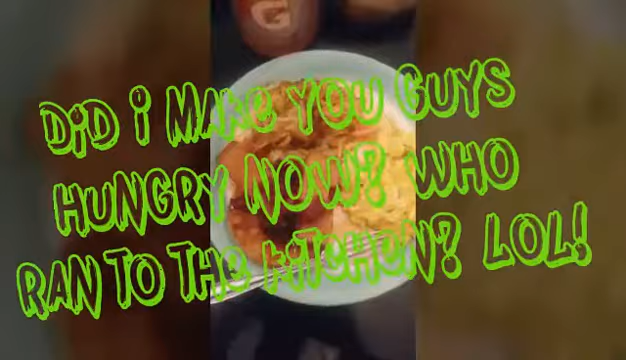 DiD i MAKe YOU GUYS
HUNGRY NOW? WHO
RAN TO THe KiTCHeN? LOL!